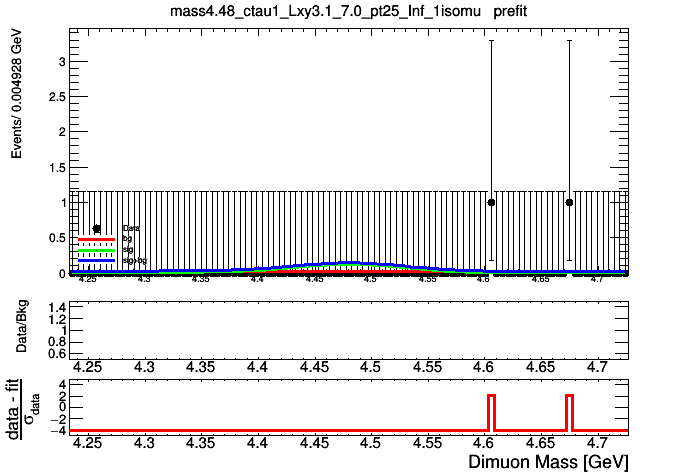 mass4.48_ctau1_Lxy3.1_7.0_pt25_Inf_1isomu prefit
Events/ 0.004928 GeV
3
2.5
2
1.5
1
0.5
0
Data
bg
sig
sig+bg
4.25 4.3 4.35 4.4 4.45 4.5 4.55 4.6 4.65 4.7
Data/Bkg
1.4
1.2
1
0.8
0.6
4.25 4.3 4.35 4.4 4.45 4.5 4.55 4.6 4.65 4.7
data - fit
σdata
4
2
0
−2
−4
4.25 4.3 4.35 4.4 4.45 4.5 4.55 4.6 4.65 4.7
Dimuon Mass [GeV]